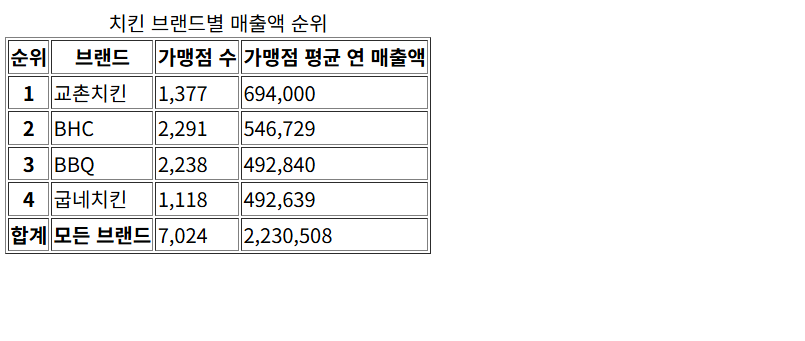 치킨 브랜드별 매출액 순위
순위 브랜드 가맹점 수 가맹점 평균 연 매출액
1 교촌치킨 1,377 694,000
2 BHC 2,291 546,729
3 BBQ 2,238 492,840
4 굽네치킨 1,118 492,639
합계 모든 브랜드 7,024 2,230,508